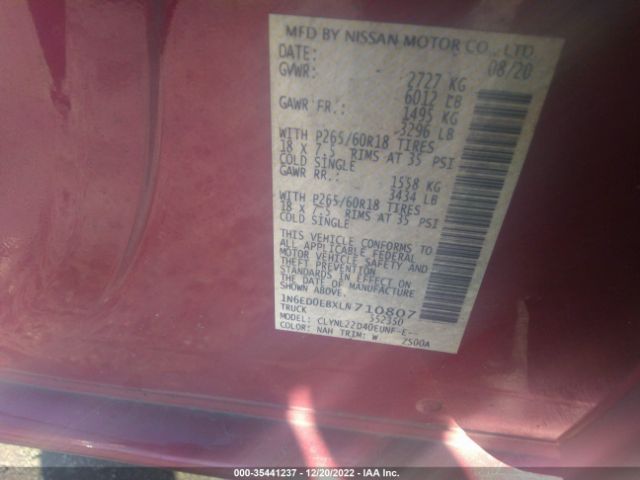 MFD BY NISSAN MOTOR CO., LTD.
DATE: 08/20
GVWR: 2727 KG
6012 LB
GAWR FR.: 1495 KG
3296 LB
WITH P265/60R18 TIRES
18 X 7.5 RIMS AT 35 PSI
COLD SINGLE
GAWR RR.: 1558 KG
3434 LB
WITH P265/60R18 TIRES
18 X 7.5 RIMS AT 35 PSI
COLD SINGLE
THIS VEHICLE CONFORMS TO
ALL APPLICABLE FEDERAL
MOTOR VEHICLE SAFETY AND
THEFT PREVENTION
STANDARDS IN EFFECT ON
DATE OF MANUFACTURE
SHOWN ABOVE.
1N6ED0EBXLN710807
TRUCK 552350
MODEL: CLYNL22D40EUNF-E--
COLOR: NAH TRIM: W 7500A
000-35441237 - 12/20/2022 - IAA Inc.